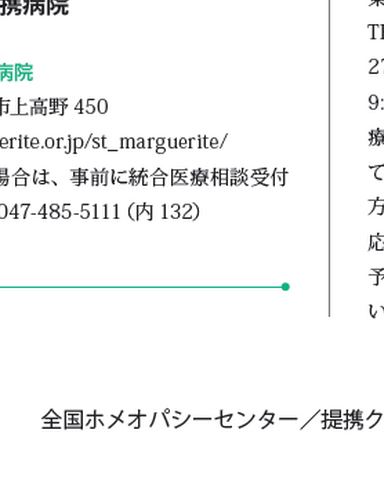 携病院
病院
市上高野 450
erite.or.jp/st_marguerite/
場合は、事前に統合医療相談受付
047-485-5111（内 132）
27
9:
療
て
方
応
予
い
全国ホメオパシーセンター／提携ク